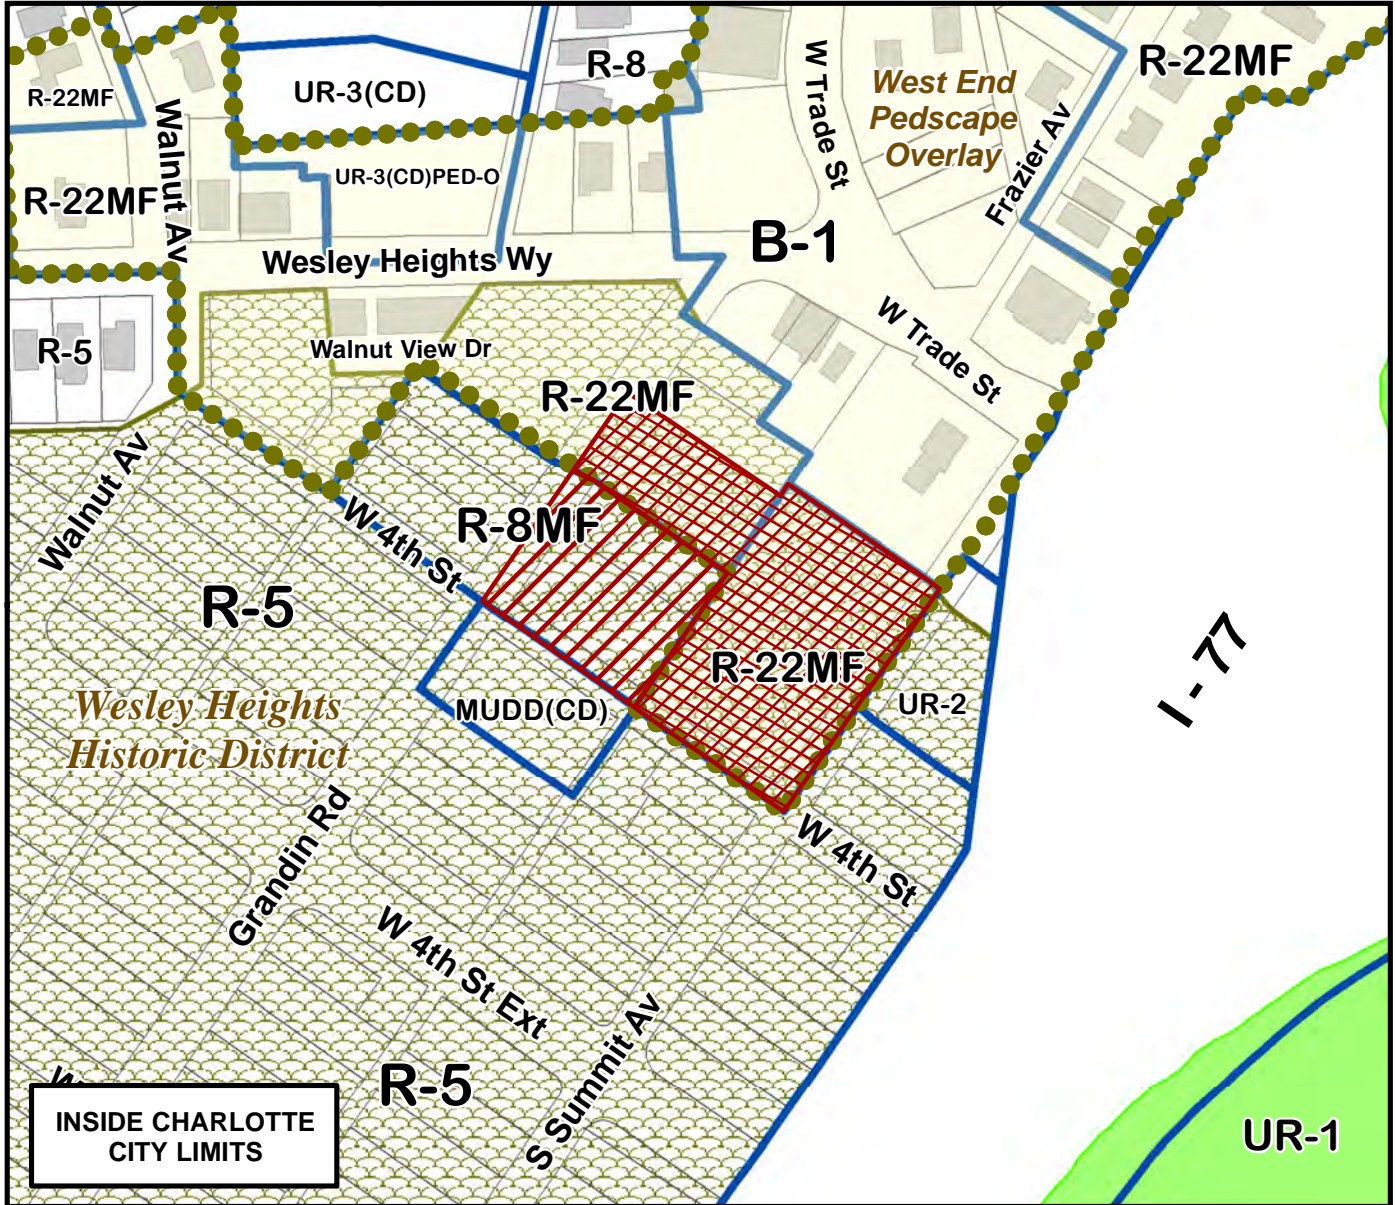 R-22MF
R-8
UR-3(CD)
R-22MF
W Trade St
West End
Pedscape
Overlay
Walnut Av
Frazier Av
UR-3(CD)PED-O
R-22MF
B-1
Wesley Heights Wy
W Trade St
R-5
Walnut View Dr
R-22MF
Walnut Av
W 4th St
R-8MF
R-5
R-22MF
UR-2
MUDD(CD)
I - 77
Wesley Heights
Historic District
Grandin Rd
W 4th St
W 4th St Ext
S Summit Av
R-5
INSIDE CHARLOTTE
CITY LIMITS
UR-1